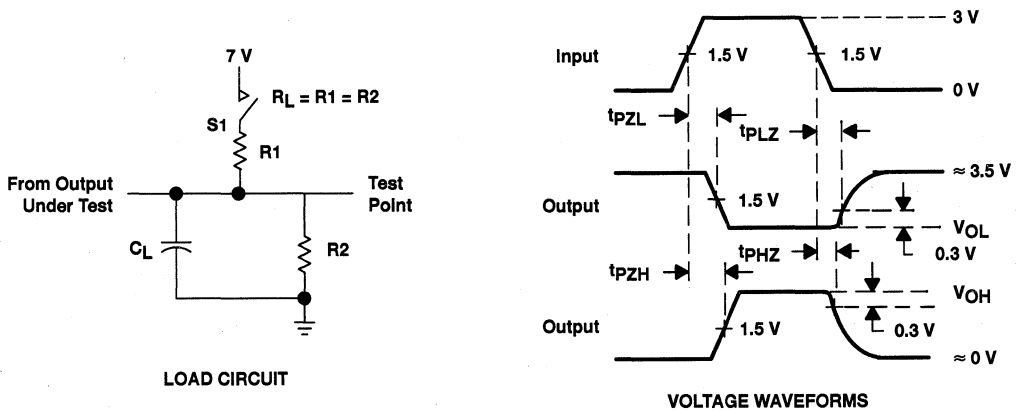 7 V
R_L = R1 = R2
S1
R1
From Output
Under Test
Test
Point
C_L
R2
LOAD CIRCUIT
3 V
Input
1.5 V
1.5 V
0 V
t_PZL
t_PLZ
≈ 3.5 V
Output
1.5 V
V_OL
0.3 V
t_PHZ
t_PZH
V_OH
Output
1.5 V
0.3 V
≈ 0 V
VOLTAGE WAVEFORMS